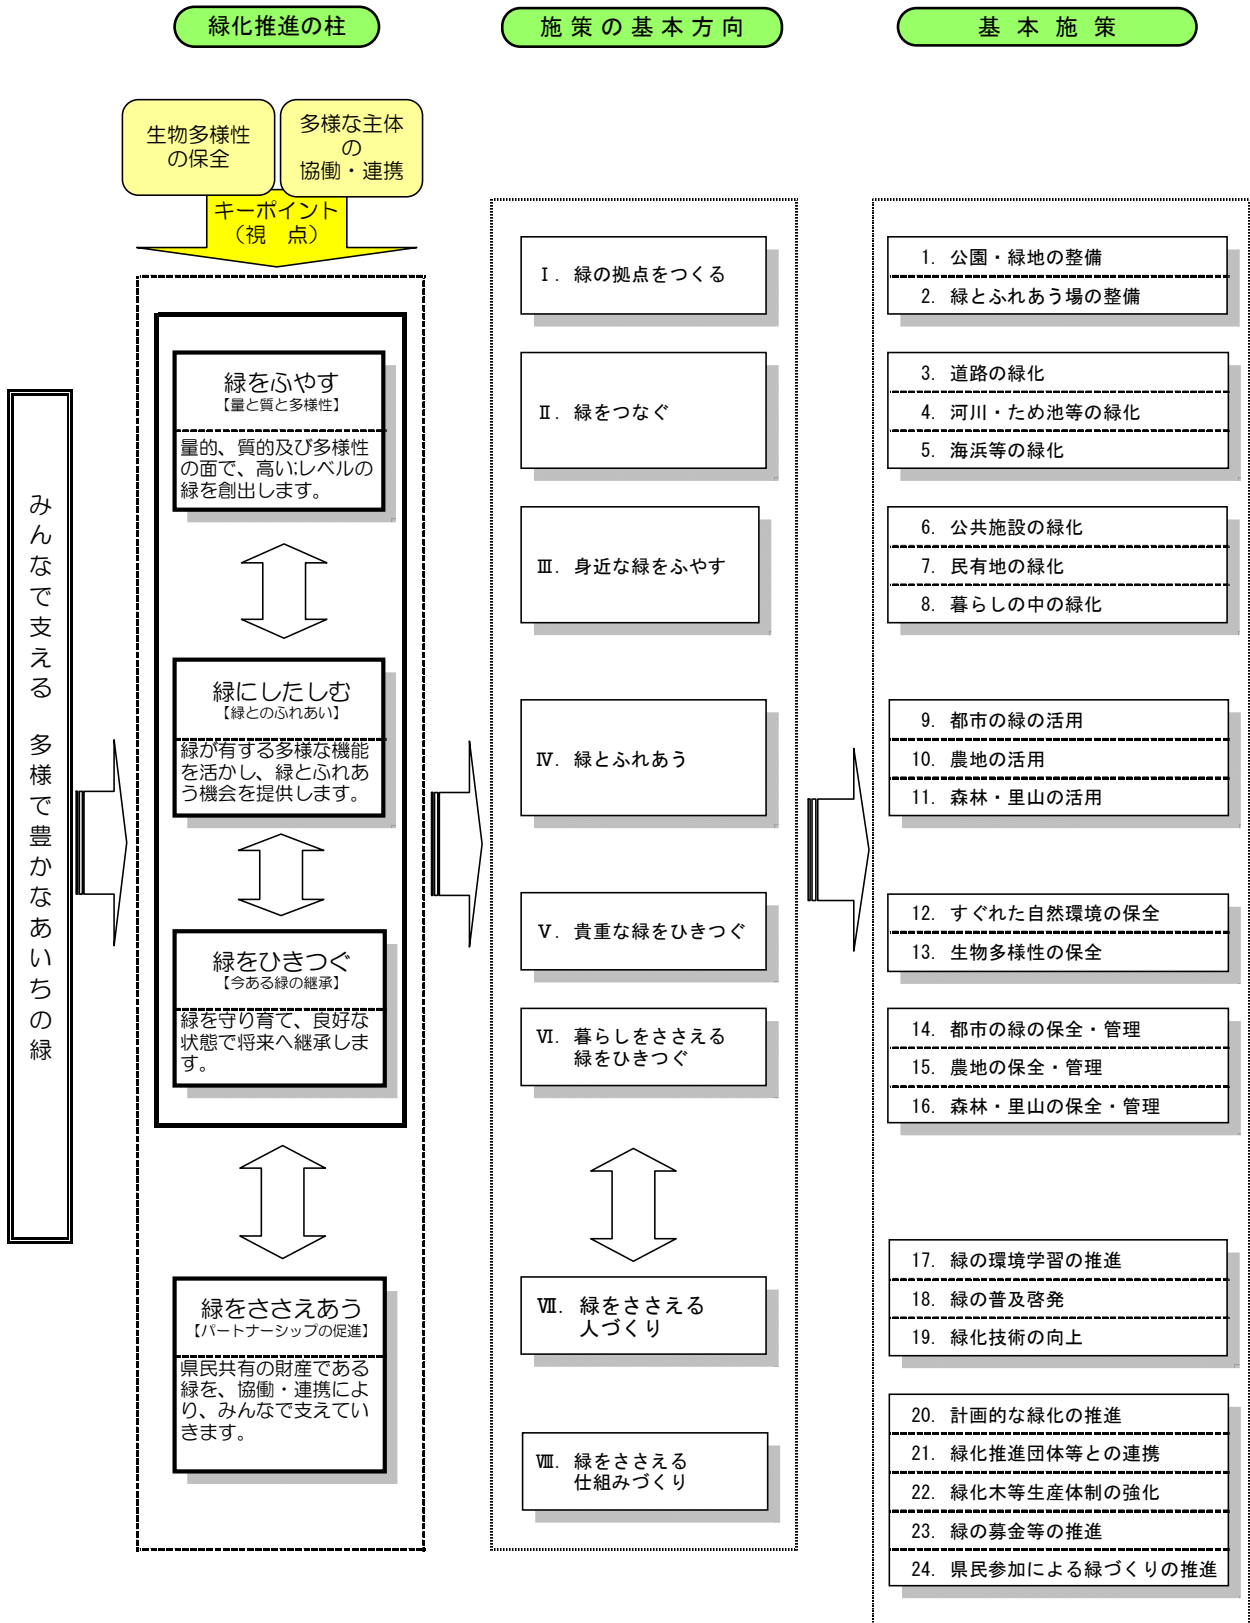 緑化推進の柱
施策の基本方向
基本施策
生物多様性
の保全
多様な主体
の
協働・連携
キーポイント
（視　点）
みんなで支える　多様で豊かなあいちの緑
緑をふやす
【量と質と多様性】
量的、質的及び多様性
の面で、高い;レベルの
緑を創出します。
緑にしたしむ
【緑とのふれあい】
緑が有する多様な機能
を活かし、緑とふれあ
う機会を提供します。
緑をひきつぐ
【今ある緑の継承】
緑を守り育て、良好な
状態で将来へ継承しま
す。
緑をささえあう
【パートナーシップの促進】
県民共有の財産である
緑を、協働・連携によ
り、みんなで支えてい
きます。
Ⅰ. 緑の拠点をつくる
Ⅱ. 緑をつなぐ
Ⅲ. 身近な緑をふやす
Ⅳ. 緑とふれあう
Ⅴ. 貴重な緑をひきつぐ
Ⅵ. 暮らしをささえる
緑をひきつぐ
Ⅶ. 緑をささえる
人づくり
Ⅷ. 緑をささえる
仕組みづくり
1. 公園・緑地の整備
2. 緑とふれあう場の整備
3. 道路の緑化
4. 河川・ため池等の緑化
5. 海浜等の緑化
6. 公共施設の緑化
7. 民有地の緑化
8. 暮らしの中の緑化
9. 都市の緑の活用
10. 農地の活用
11. 森林・里山の活用
12. すぐれた自然環境の保全
13. 生物多様性の保全
14. 都市の緑の保全・管理
15. 農地の保全・管理
16. 森林・里山の保全・管理
17. 緑の環境学習の推進
18. 緑の普及啓発
19. 緑化技術の向上
20. 計画的な緑化の推進
21. 緑化推進団体等との連携
22. 緑化木等生産体制の強化
23. 緑の募金等の推進
24. 県民参加による緑づくりの推進